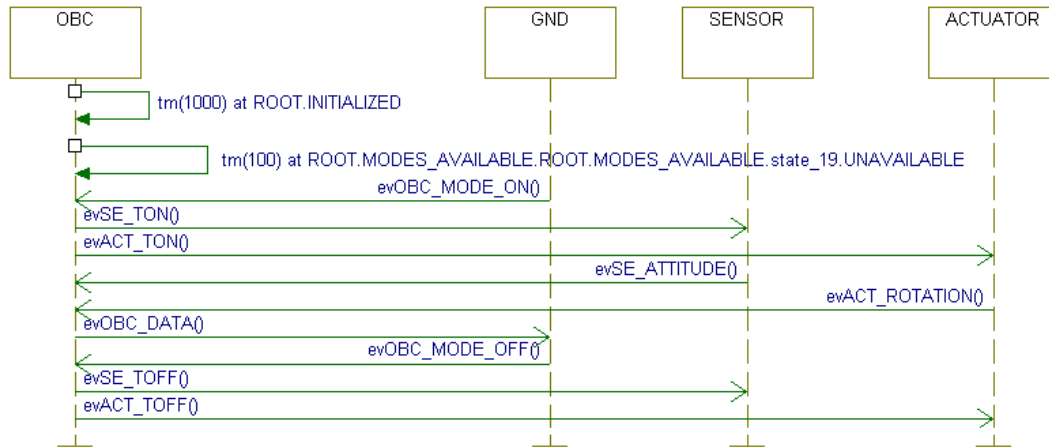 OBC
GND
SENSOR
ACTUATOR
tm(1000) at ROOT.INITIALIZED
tm(100) at ROOT.MODES_AVAILABLE.ROOT.MODES_AVAILABLE.state_19.UNAVAILABLE
evOBC_MODE_ON()
evSE_TON()
evACT_TON()
evSE_ATTITUDE()
evACT_ROTATION()
evOBC_DATA()
evOBC_MODE_OFF()
evSE_TOFF()
evACT_TOFF()